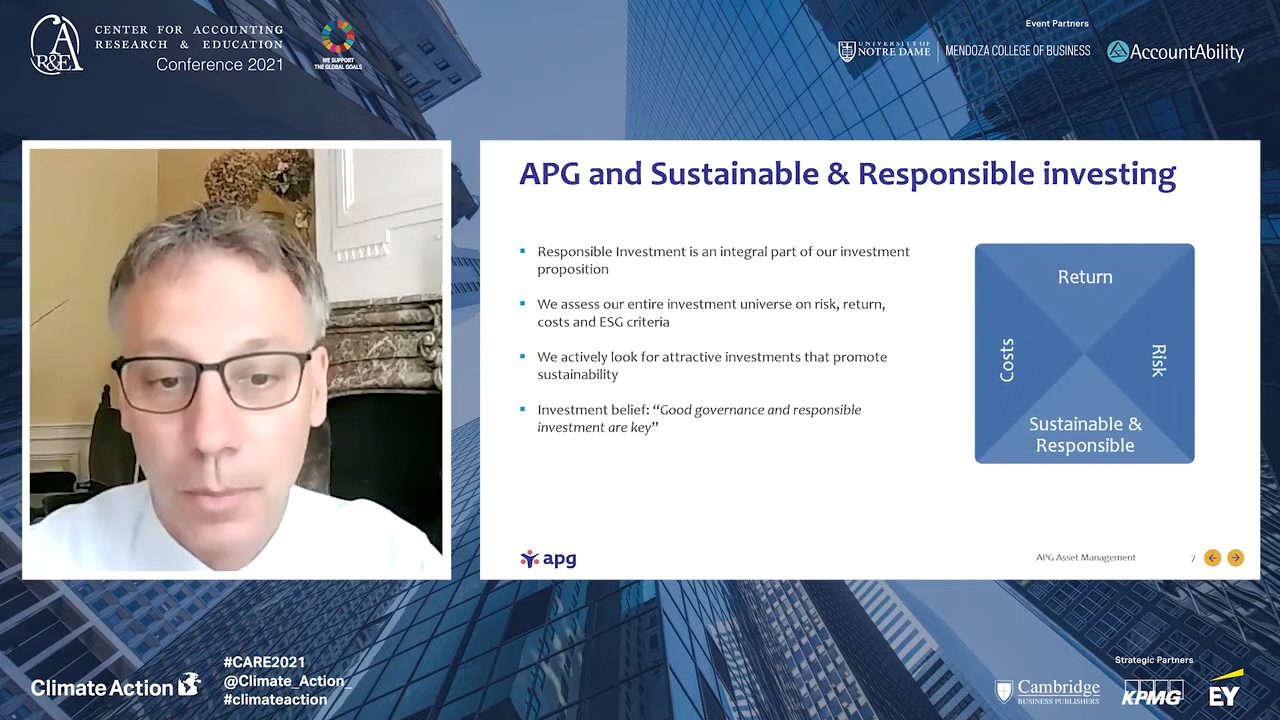 CENTER FOR ACCOUNTING
RESEARCH & EDUCATION
Conference 2021
CA
R&E
WE SUPPORT
THE GLOBAL GOALS
Event Partners
UNIVERSITY OF
NOTRE DAME
MENDOZA COLLEGE OF BUSINESS
AccountAbility
APG and Sustainable & Responsible investing
▪ Responsible Investment is an integral part of our investment
proposition
▪ We assess our entire investment universe on risk, return,
costs and ESG criteria
▪ We actively look for attractive investments that promote
sustainability
▪ Investment belief: “Good governance and responsible
investment are key”
Return
Costs
Risk
Sustainable &
Responsible
apg
APG Asset Management
7
Climate Action
#CARE2021
@Climate_Action_
#climateaction
Strategic Partners
Cambridge
BUSINESS PUBLISHERS
KPMG
EY